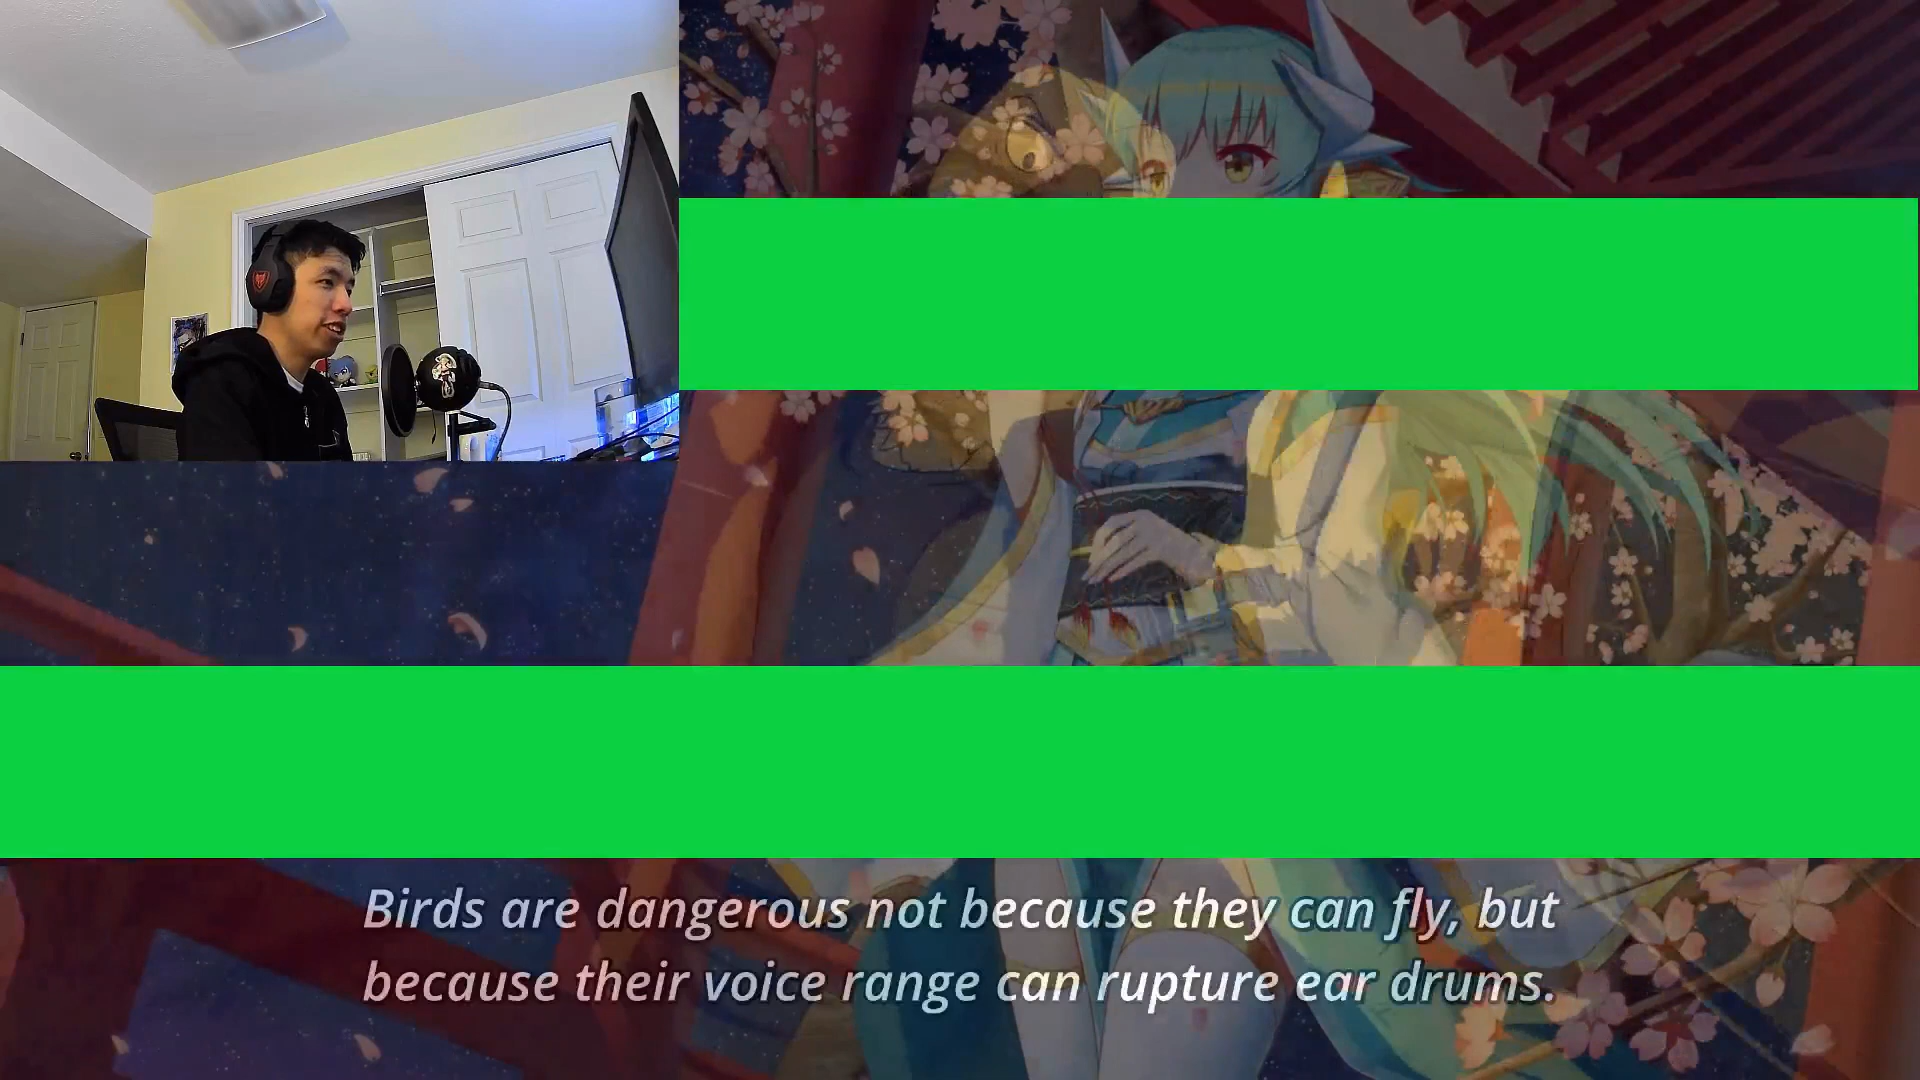 Birds are dangerous not because they can fly, but
because their voice range can rupture ear drums.